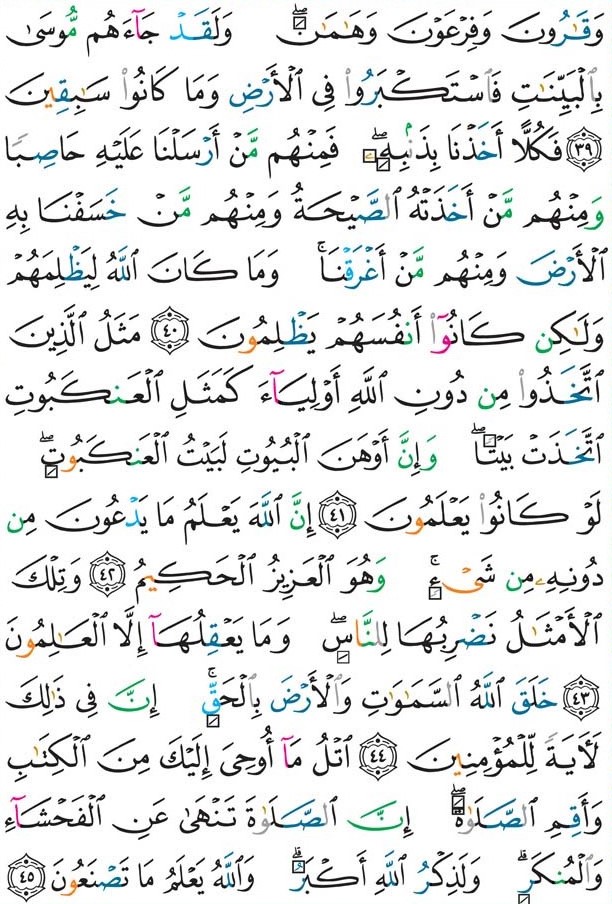 وَقَـٰرُونَ وَفِرْعَوْنَ وَهَـٰمَـٰنَۖ وَلَقَدْ جَآءَهُم مُّوسَىٰ
بِٱلْبَيِّنَـٰتِ فَٱسْتَكْبَرُوا۟ فِى ٱلْأَرْضِ وَمَا كَانُوا۟ سَـٰبِقِينَ
﴿٣٩﴾ فَكُلًّا أَخَذْنَا بِذَنۢبِهِۦۖ فَمِنْهُم مَّنْ أَرْسَلْنَا عَلَيْهِ حَاصِبًا
وَمِنْهُم مَّنْ أَخَذَتْهُ ٱلصَّيْحَةُ وَمِنْهُم مَّنْ خَسَفْنَا بِهِ
ٱلْأَرْضَ وَمِنْهُم مَّنْ أَغْرَقْنَاۚ وَمَا كَانَ ٱللَّهُ لِيَظْلِمَهُمْ
وَلَـٰكِن كَانُوٓا۟ أَنفُسَهُمْ يَظْلِمُونَ ﴿٤٠﴾ مَثَلُ ٱلَّذِينَ
ٱتَّخَذُوا۟ مِن دُونِ ٱللَّهِ أَوْلِيَآءَ كَمَثَلِ ٱلْعَنكَبُوتِ
ٱتَّخَذَتْ بَيْتًاۖ وَإِنَّ أَوْهَنَ ٱلْبُيُوتِ لَبَيْتُ ٱلْعَنكَبُوتِۖ
لَوْ كَانُوا۟ يَعْلَمُونَ ﴿٤١﴾ إِنَّ ٱللَّهَ يَعْلَمُ مَا يَدْعُونَ مِن
دُونِهِۦ مِن شَىْءٍۚ وَهُوَ ٱلْعَزِيزُ ٱلْحَكِيمُ ﴿٤٢﴾ وَتِلْكَ
ٱلْأَمْثَـٰلُ نَضْرِبُهَا لِلنَّاسِۖ وَمَا يَعْقِلُهَآ إِلَّا ٱلْعَـٰلِمُونَ
﴿٤٣﴾ خَلَقَ ٱللَّهُ ٱلسَّمَـٰوَٰتِ وَٱلْأَرْضَ بِٱلْحَقِّۚ إِنَّ فِى ذَٰلِكَ
لَـَٔايَةً لِّلْمُؤْمِنِينَ ﴿٤٤﴾ ٱتْلُ مَآ أُوحِىَ إِلَيْكَ مِنَ ٱلْكِتَـٰبِ
وَأَقِمِ ٱلصَّلَوٰةَۖ إِنَّ ٱلصَّلَوٰةَ تَنْهَىٰ عَنِ ٱلْفَحْشَآءِ
وَٱلْمُنكَرِۗ وَلَذِكْرُ ٱللَّهِ أَكْبَرُۗ وَٱللَّهُ يَعْلَمُ مَا تَصْنَعُونَ ﴿٤٥﴾